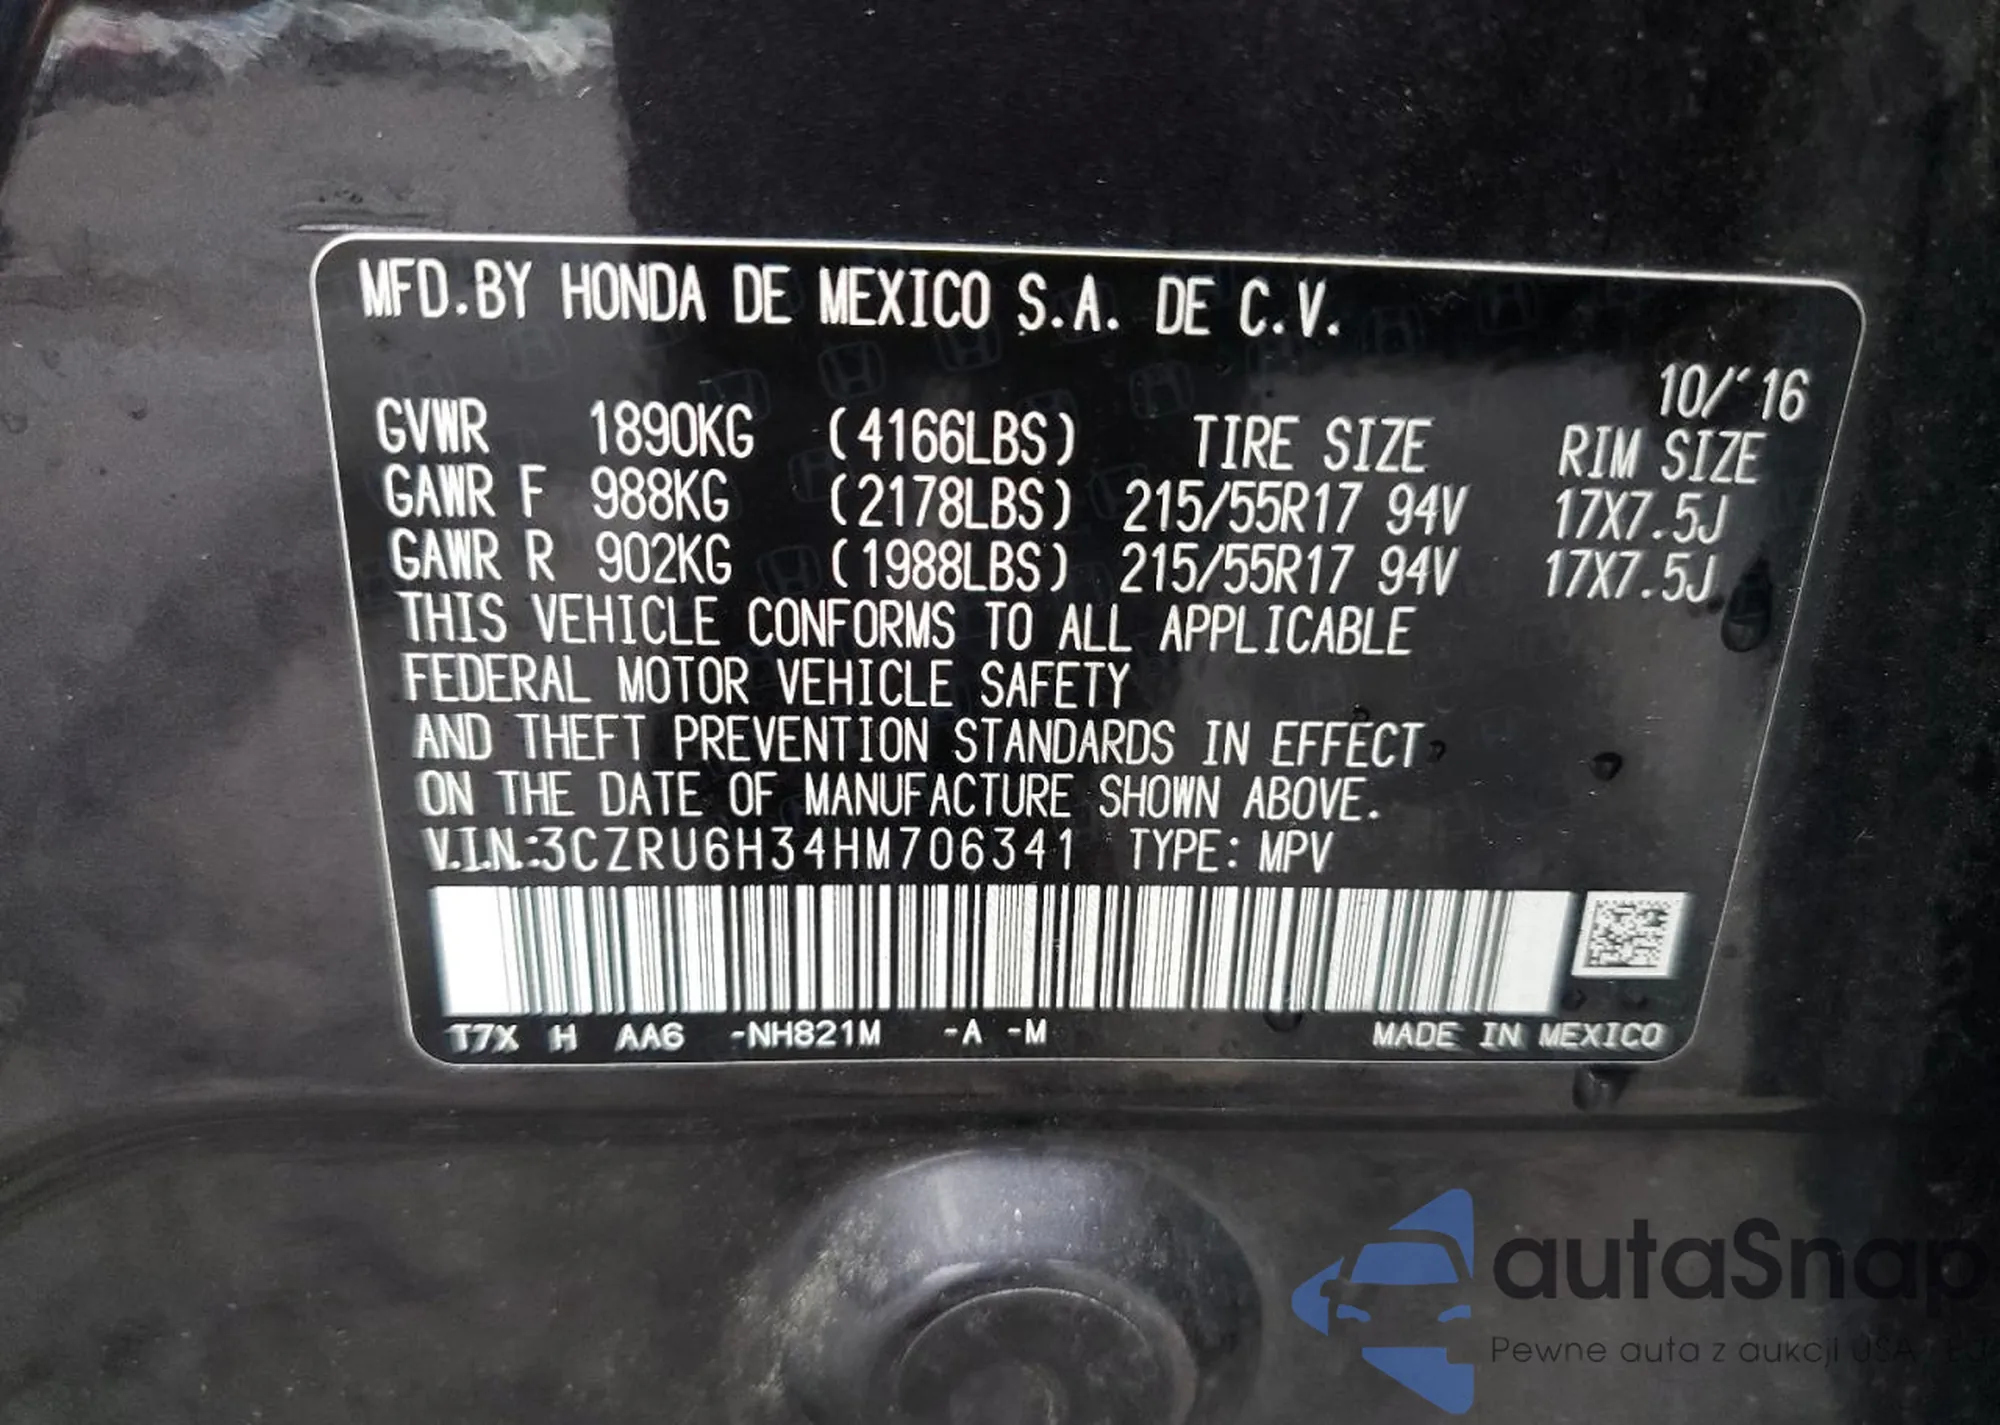 MFD.BY HONDA DE MEXICO S.A. DE C.V.
10/'16
GVWR 1890KG (4166LBS) TIRE SIZE RIM SIZE
GAWR F 988KG (2178LBS) 215/55R17 94V 17X7.5J
GAWR R 902KG (1988LBS) 215/55R17 94V 17X7.5J
THIS VEHICLE CONFORMS TO ALL APPLICABLE
FEDERAL MOTOR VEHICLE SAFETY
AND THEFT PREVENTION STANDARDS IN EFFECT
ON THE DATE OF MANUFACTURE SHOWN ABOVE.
V.I.N.:3CZRU6H34HM706341 TYPE: MPV
T7X H AA6 -NH821M -A -M MADE IN MEXICO
autaSnap
Pewne auta z aukcji USA